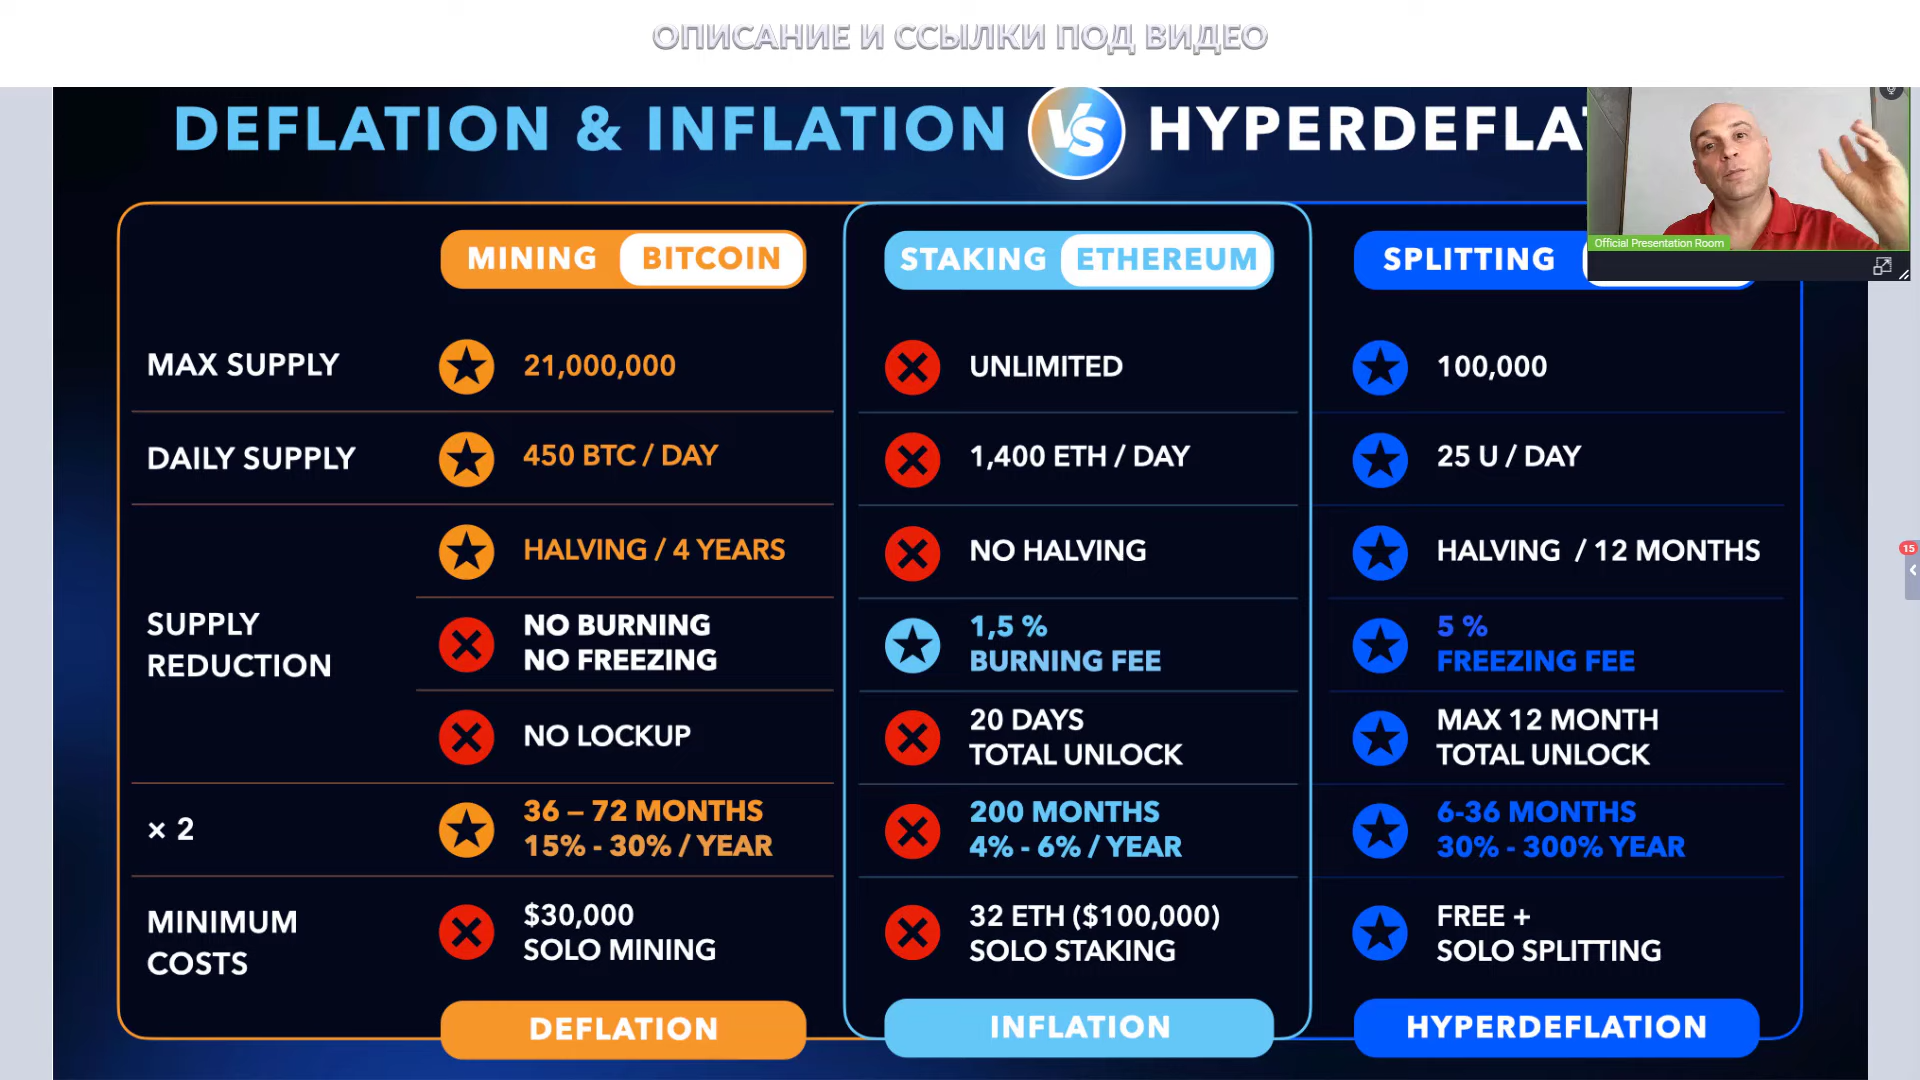 ОПИСАНИЕ И ССЫЛКИ ПОД ВИДЕО
DEFLATION & INFLATION VS HYPERDEFLA
Official Presentation Room
MINING BITCOIN
STAKING ETHEREUM
SPLITTING
MAX SUPPLY
21,000,000
UNLIMITED
100,000
DAILY SUPPLY
450 BTC / DAY
1,400 ETH / DAY
25 U / DAY
SUPPLY
REDUCTION
HALVING / 4 YEARS
NO HALVING
HALVING / 12 MONTHS
NO BURNING
NO FREEZING
1,5 %
BURNING FEE
5 %
FREEZING FEE
NO LOCKUP
20 DAYS
TOTAL UNLOCK
MAX 12 MONTH
TOTAL UNLOCK
× 2
36 – 72 MONTHS
15% - 30% / YEAR
200 MONTHS
4% - 6% / YEAR
6-36 MONTHS
30% - 300% YEAR
MINIMUM
COSTS
$30,000
SOLO MINING
32 ETH ($100,000)
SOLO STAKING
FREE +
SOLO SPLITTING
DEFLATION
INFLATION
HYPERDEFLATION
15